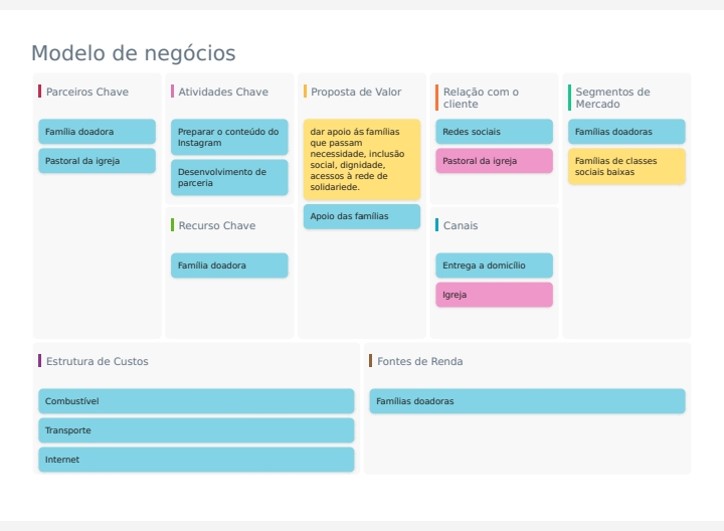 Modelo de negócios
Parceiros Chave
Família doadora
Pastoral da igreja
Atividades Chave
Preparar o conteúdo do
Instagram
Desenvolvimento de
parceria
Recurso Chave
Família doadora
Proposta de Valor
dar apoio ás famílias
que passam
necessidade, inclusão
social, dignidade,
acessos à rede de
solidariede.
Apoio das famílias
Relação com o
cliente
Redes sociais
Pastoral da igreja
Canais
Entrega a domicílio
Igreja
Segmentos de
Mercado
Famílias doadoras
Famílias de classes
sociais baixas
Estrutura de Custos
Combustível
Transporte
Internet
Fontes de Renda
Famílias doadoras